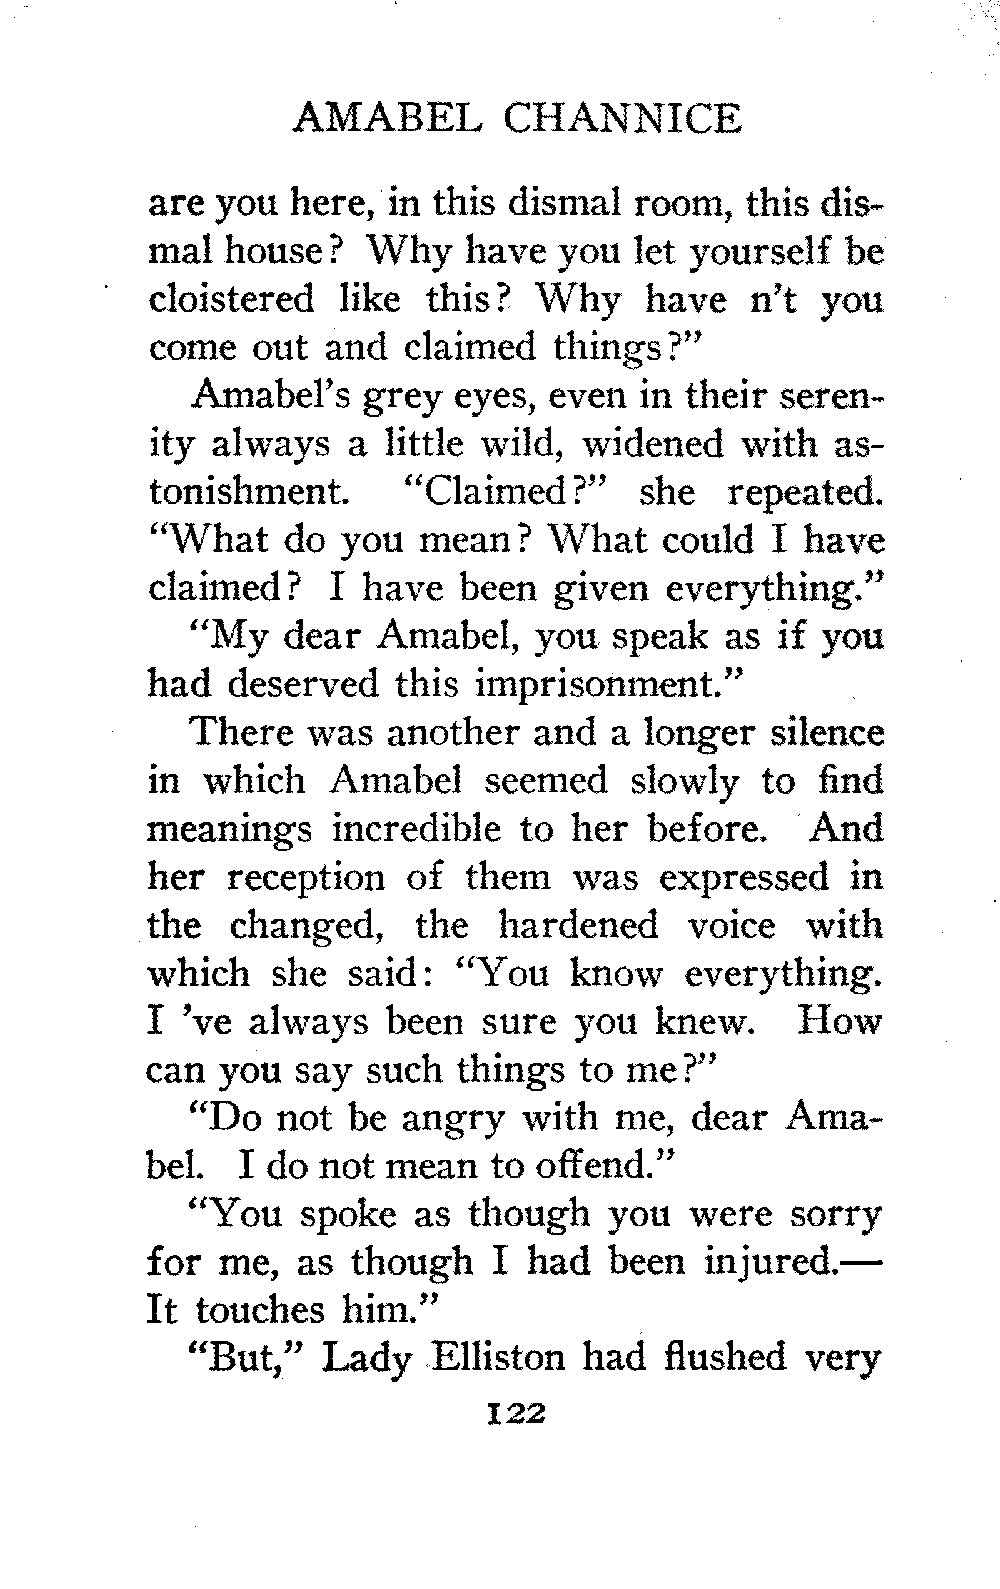 AMABEL CHANNICE
are you here, in this dismal room, this dis-
mal house? Why have you let yourself be
cloistered like this? Why have n't you
come out and claimed things?"
Amabel's grey eyes, even in their seren-
ity always a little wild, widened with as-
tonishment. "Claimed?" she repeated.
"What do you mean? What could I have
claimed? I have been given everything."
"My dear Amabel, you speak as if you
had deserved this imprisonment."
There was another and a longer silence
in which Amabel seemed slowly to find
meanings incredible to her before. And
her reception of them was expressed in
the changed, the hardened voice with
which she said: "You know everything.
I 've always been sure you knew. How
can you say such things to me?"
"Do not be angry with me, dear Ama-
bel. I do not mean to offend."
"You spoke as though you were sorry
for me, as though I had been injured.—
It touches him."
"But," Lady Elliston had flushed very
122